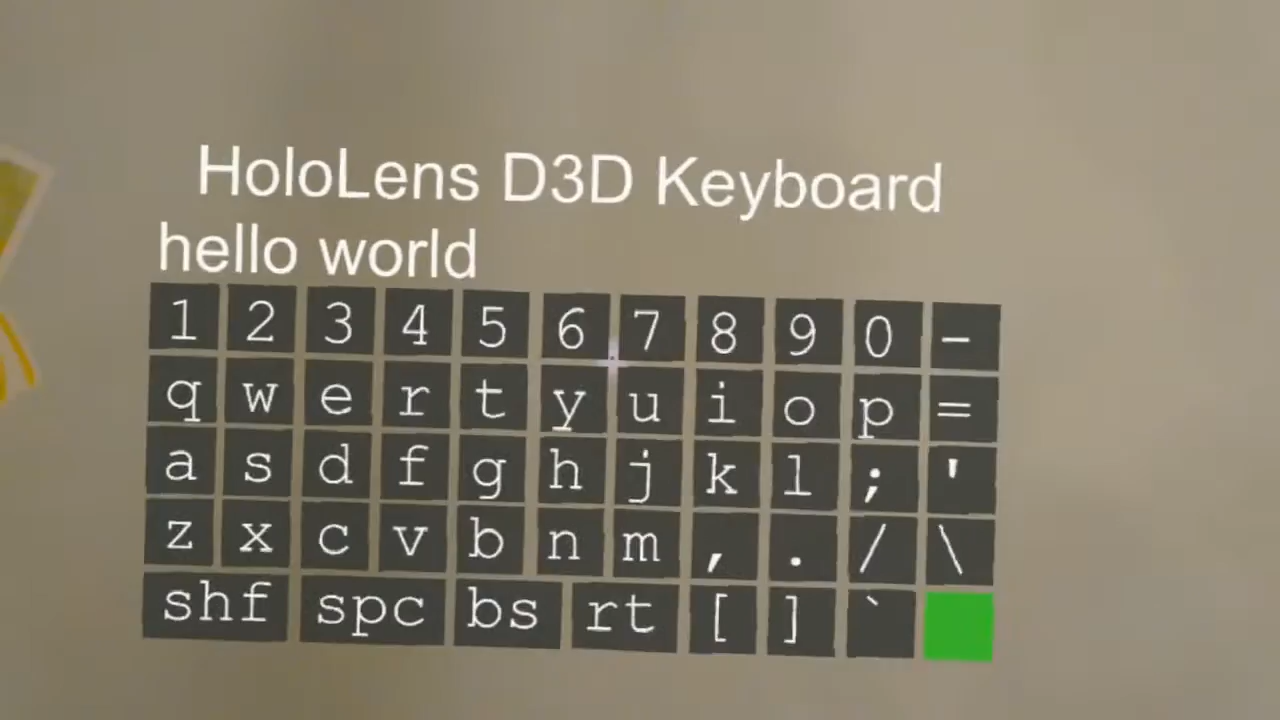 HoloLens D3D Keyboard
hello world
1 2 3 4 5 6 7 8 9 0 -
q w e r t y u i o p =
a s d f g h j k l ; '
z x c v b n m , . / \
shf spc bs rt [ ] `